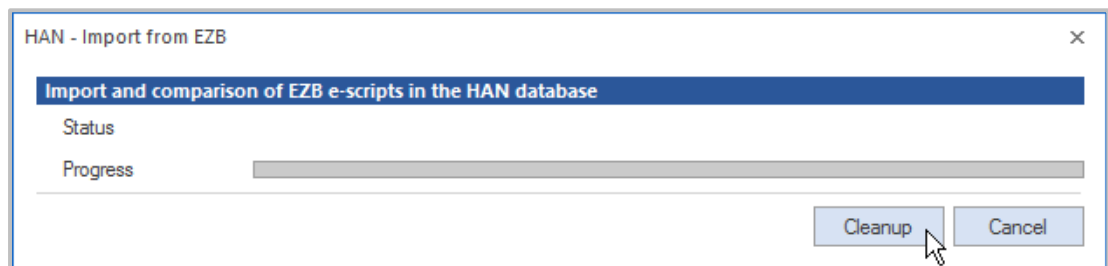 HAN - Import from EZB
Import and comparison of EZB e-scripts in the HAN database
Status
Progress
Cleanup Cancel